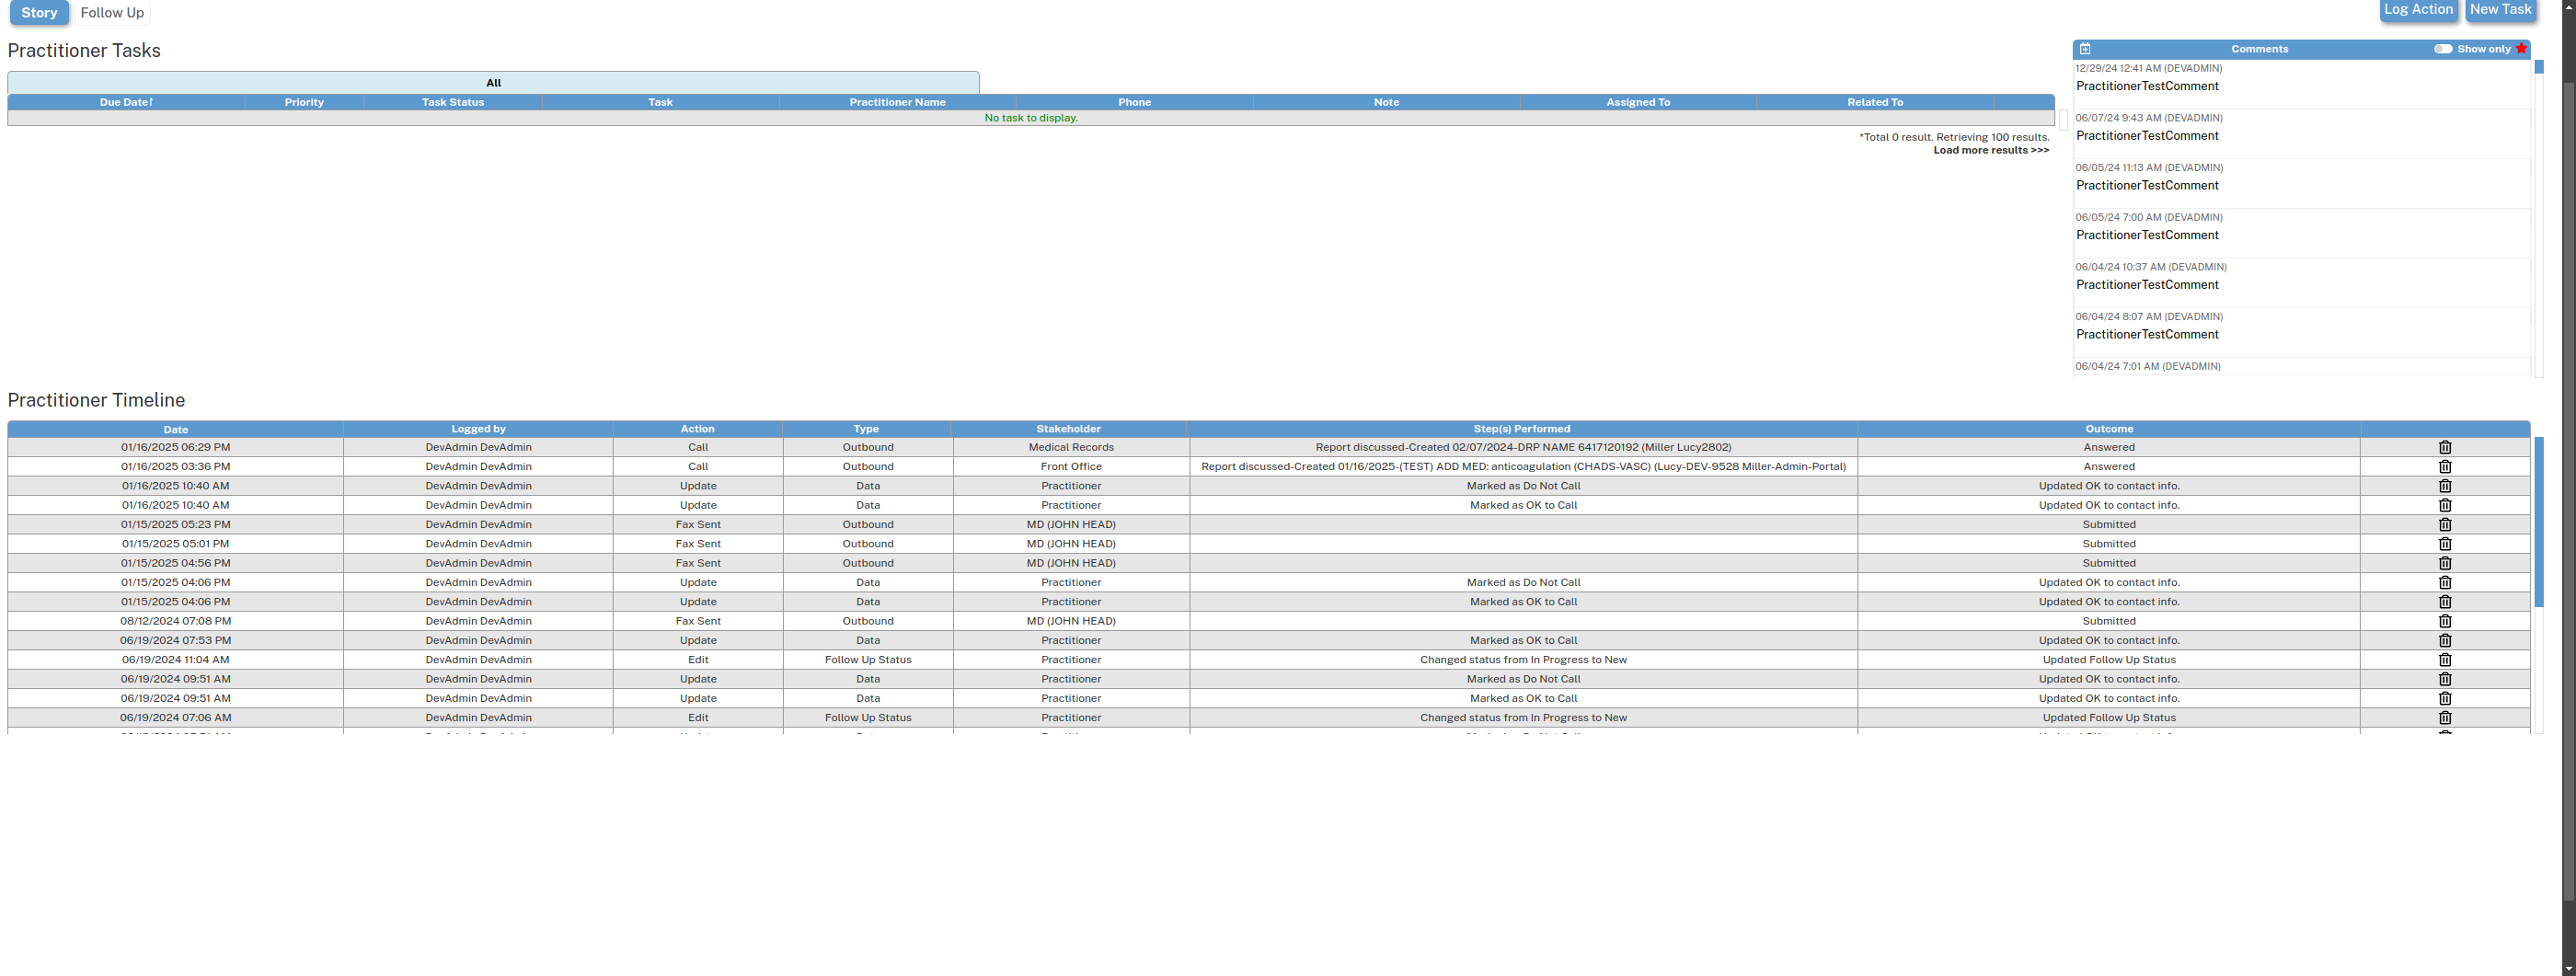 Story Follow Up Log Action New Task
Practitioner Tasks
Comments Show only
All
Due Date↑ Priority Task Status Task Practitioner Name Phone Note Assigned To Related To
No task to display.
*Total 0 result. Retrieving 100 results.
Load more results >>>
12/29/24 12:41 AM (DEVADMIN)
PractitionerTestComment
06/07/24 9:43 AM (DEVADMIN)
PractitionerTestComment
06/05/24 11:13 AM (DEVADMIN)
PractitionerTestComment
06/05/24 7:00 AM (DEVADMIN)
PractitionerTestComment
06/04/24 10:37 AM (DEVADMIN)
PractitionerTestComment
06/04/24 8:07 AM (DEVADMIN)
PractitionerTestComment
06/04/24 7:01 AM (DEVADMIN)
Practitioner Timeline
Date Logged by Action Type Stakeholder Step(s) Performed Outcome
01/16/2025 06:29 PM DevAdmin DevAdmin Call Outbound Medical Records Report discussed-Created 02/07/2024-DRP NAME 6417120192 (Miller Lucy2802) Answered
01/16/2025 03:36 PM DevAdmin DevAdmin Call Outbound Front Office Report discussed-Created 01/16/2025-(TEST) ADD MED: anticoagulation (CHADS-VASC) (Lucy-DEV-9528 Miller-Admin-Portal) Answered
01/16/2025 10:40 AM DevAdmin DevAdmin Update Data Practitioner Marked as Do Not Call Updated OK to contact info.
01/16/2025 10:40 AM DevAdmin DevAdmin Update Data Practitioner Marked as OK to Call Updated OK to contact info.
01/15/2025 05:23 PM DevAdmin DevAdmin Fax Sent Outbound MD (JOHN HEAD) Submitted
01/15/2025 05:01 PM DevAdmin DevAdmin Fax Sent Outbound MD (JOHN HEAD) Submitted
01/15/2025 04:56 PM DevAdmin DevAdmin Fax Sent Outbound MD (JOHN HEAD) Submitted
01/15/2025 04:06 PM DevAdmin DevAdmin Update Data Practitioner Marked as Do Not Call Updated OK to contact info.
01/15/2025 04:06 PM DevAdmin DevAdmin Update Data Practitioner Marked as OK to Call Updated OK to contact info.
08/12/2024 07:08 PM DevAdmin DevAdmin Fax Sent Outbound MD (JOHN HEAD) Submitted
06/19/2024 07:53 PM DevAdmin DevAdmin Update Data Practitioner Marked as OK to Call Updated OK to contact info.
06/19/2024 11:04 AM DevAdmin DevAdmin Edit Follow Up Status Practitioner Changed status from In Progress to New Updated Follow Up Status
06/19/2024 09:51 AM DevAdmin DevAdmin Update Data Practitioner Marked as Do Not Call Updated OK to contact info.
06/19/2024 09:51 AM DevAdmin DevAdmin Update Data Practitioner Marked as OK to Call Updated OK to contact info.
06/19/2024 07:06 AM DevAdmin DevAdmin Edit Follow Up Status Practitioner Changed status from In Progress to New Updated Follow Up Status